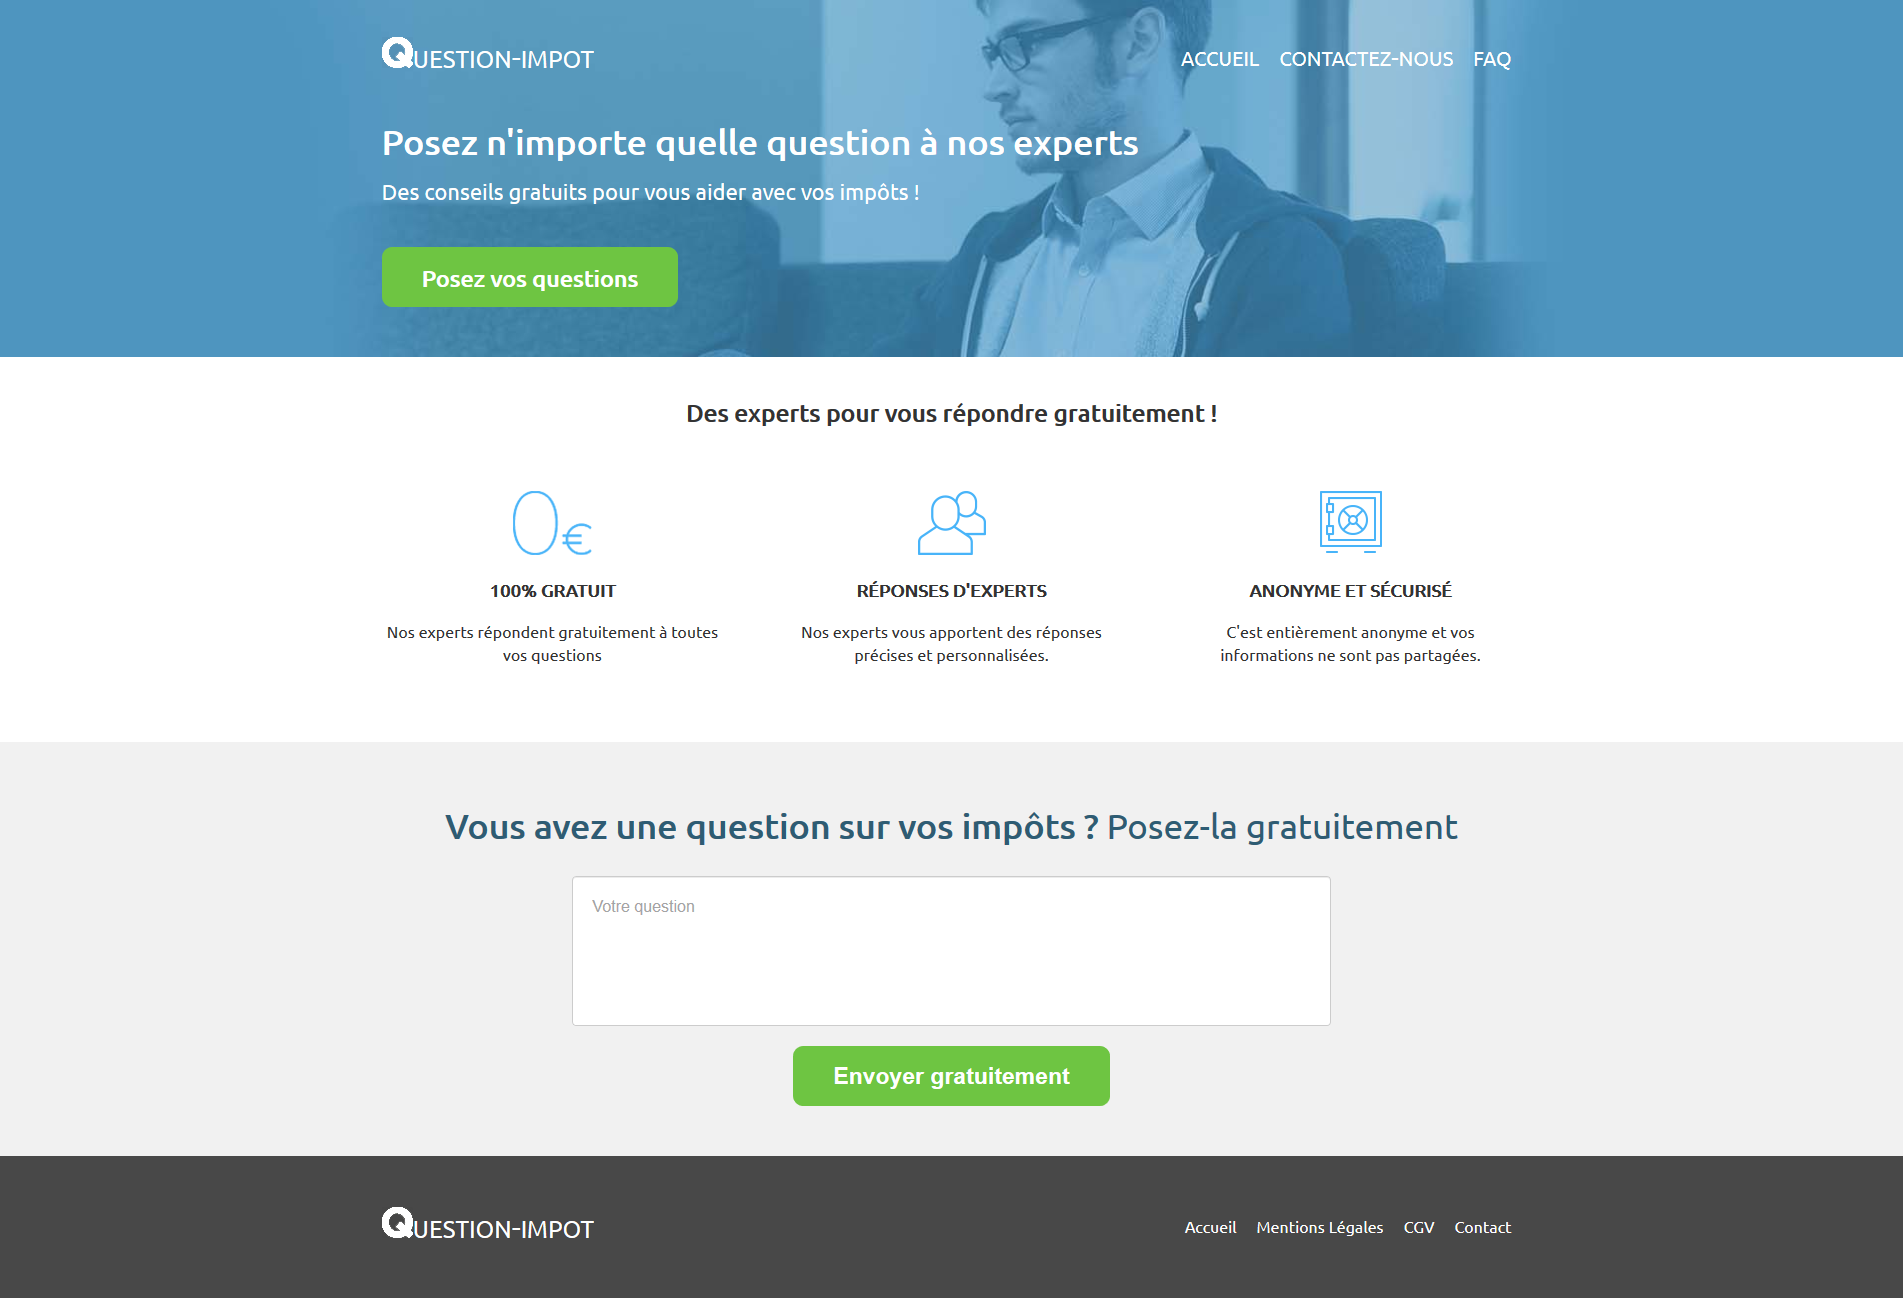 QUESTION-IMPOT
ACCUEIL CONTACTEZ-NOUS FAQ
Posez n'importe quelle question à nos experts
Des conseils gratuits pour vous aider avec vos impôts !
Posez vos questions
Des experts pour vous répondre gratuitement !
0€
100% GRATUIT
Nos experts répondent gratuitement à toutes
vos questions
RÉPONSES D'EXPERTS
Nos experts vous apportent des réponses
précises et personnalisées.
ANONYME ET SÉCURISÉ
C'est entièrement anonyme et vos
informations ne sont pas partagées.
Vous avez une question sur vos impôts ? Posez-la gratuitement
Votre question
Envoyer gratuitement
QUESTION-IMPOT
Accueil Mentions Légales CGV Contact